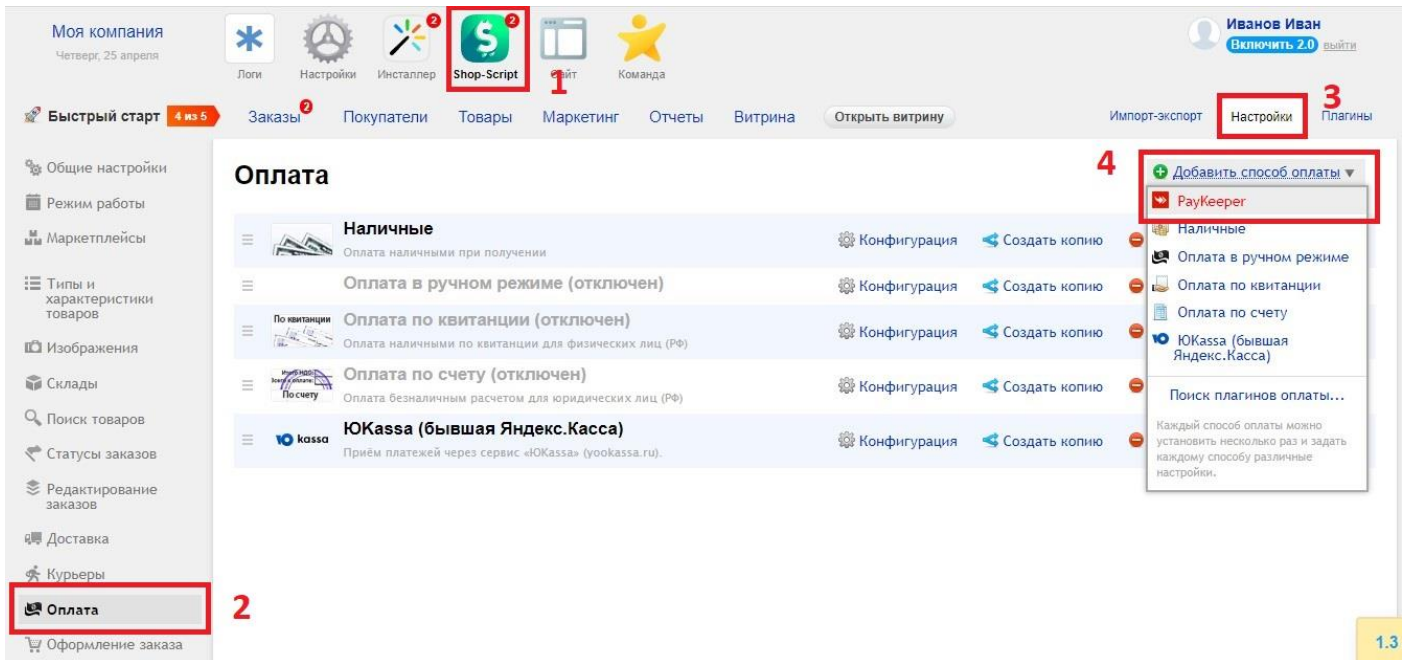 Моя компания
Четверг, 25 апреля
Логи
Настройки
Инсталлер
2
Shop-Script
2
Сайт
Команда
Иванов Иван
Включить 2.0 выйти
1
3
Быстрый старт 4 из 5
Заказы 2
Покупатели
Товары
Маркетинг
Отчеты
Витрина
Открыть витрину
Импорт-экспорт
Настройки
Плагины
Общие настройки
Режим работы
Маркетплейсы
Типы и
характеристики
товаров
Изображения
Склады
Поиск товаров
Статусы заказов
Редактирование
заказов
Доставка
Курьеры
Оплата
2
Оформление заказа
Оплата
4
Добавить способ оплаты ▼
Наличные
Оплата наличными при получении
Конфигурация Создать копию
Оплата в ручном режиме (отключен)
Конфигурация Создать копию
По квитанции
Оплата по квитанции (отключен)
Оплата наличными по квитанции для физических лиц (РФ)
Конфигурация Создать копию
По счету
Оплата по счету (отключен)
Оплата безналичным расчетом для юридических лиц (РФ)
Конфигурация Создать копию
Ю kassa
ЮKassa (бывшая Яндекс.Касса)
Приём платежей через сервис «ЮKassa» (yookassa.ru).
Конфигурация Создать копию
PayKeeper
Наличные
Оплата в ручном режиме
Оплата по квитанции
Оплата по счету
ЮKassa (бывшая
Яндекс.Касса)
Поиск плагинов оплаты...
Каждый способ оплаты можно
установить несколько раз и задать
каждому способу различные
настройки.
1.3